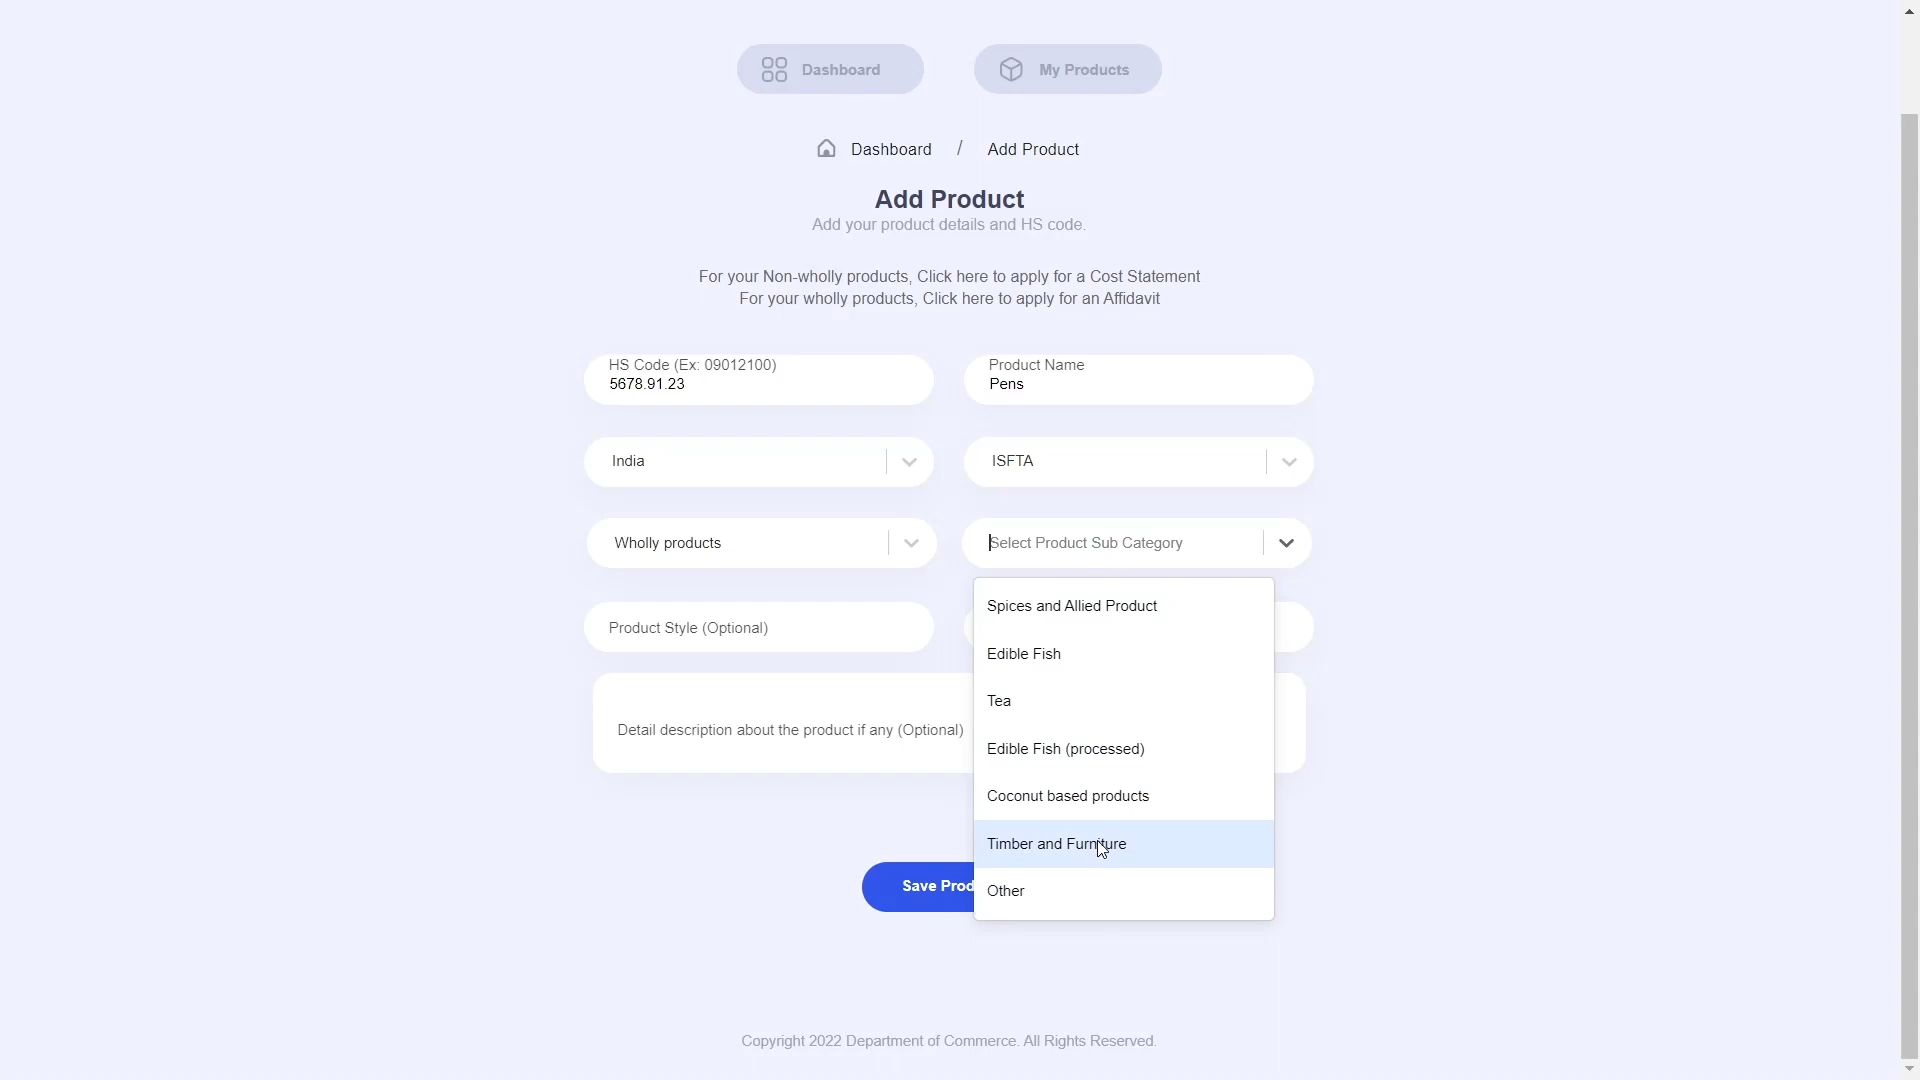 Dashboard
My Products
Dashboard / Add Product
Add Product
Add your product details and HS code.
For your Non-wholly products, Click here to apply for a Cost Statement
For your wholly products, Click here to apply for an Affidavit
HS Code (Ex: 09012100)
5678.91.23
Product Name
Pens
India
ISFTA
Wholly products
Select Product Sub Category
Product Style (Optional)
Detail description about the product if any (Optional)
Spices and Allied Product
Edible Fish
Tea
Edible Fish (processed)
Coconut based products
Timber and Furniture
Other
Save Prod
Copyright 2022 Department of Commerce. All Rights Reserved.